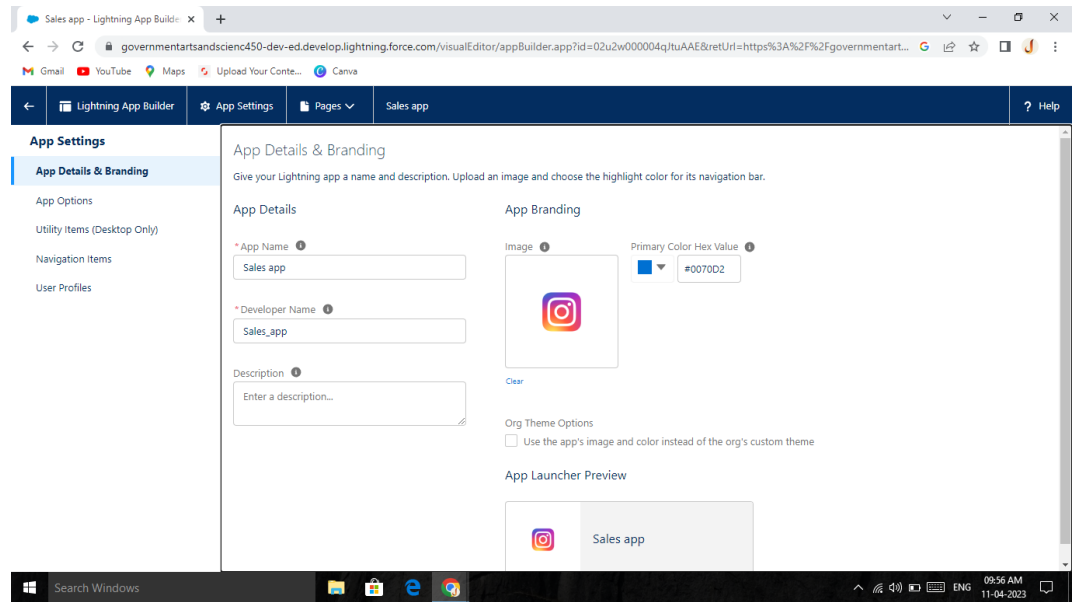 Sales app - Lightning App Builde
governmentartsandscienc450-dev-ed.develop.lightning.force.com/visualEditor/appBuilder.app?id=02u2w000004qJtuAAE&retUrl=https%3A%2F%2Fgovernmentart...
Gmail YouTube Maps Upload Your Conte... Canva
Lightning App Builder App Settings Pages Sales app ? Help
App Settings
App Details & Branding
App Options
Utility Items (Desktop Only)
Navigation Items
User Profiles
App Details & Branding
Give your Lightning app a name and description. Upload an image and choose the highlight color for its navigation bar.
App Details
*App Name
Sales app
*Developer Name
Sales_app
Description
Enter a description...
App Branding
Image
Clear
Primary Color Hex Value
#0070D2
Org Theme Options
Use the app's image and color instead of the org's custom theme
App Launcher Preview
Sales app
Search Windows
ENG
09:56 AM
11-04-2023